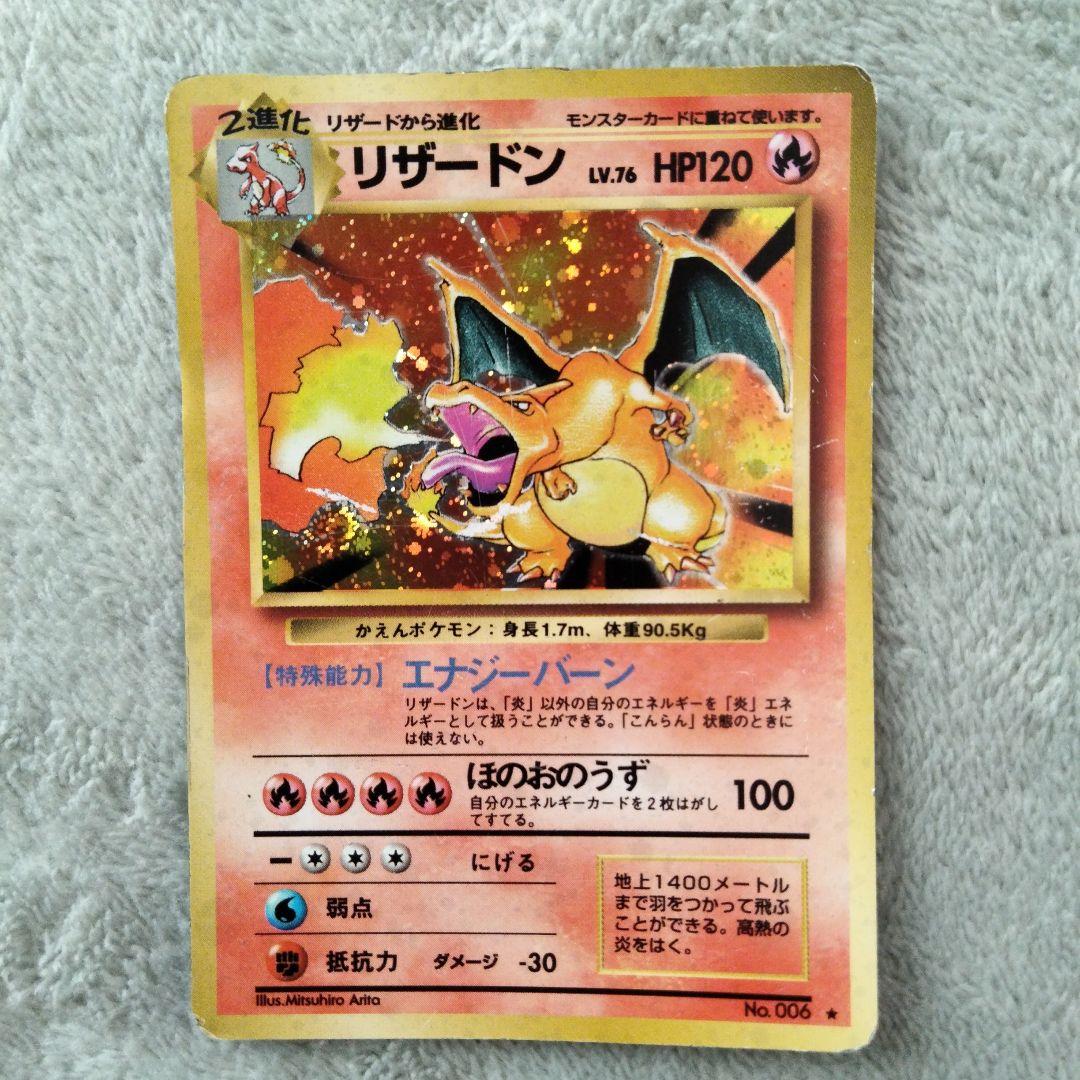 2進化 リザードから進化 モンスターカードに重ねて使います。
リザードン LV.76 HP120
かえんポケモン：身長1.7m、体重90.5Kg
【特殊能力】 エナジーバーン
リザードンは、「炎」以外の自分のエネルギーを「炎」エネ
ルギーとして扱うことができる。「こんらん」状態のときに
は使えない。
ほのおのうず 100
自分のエネルギーカードを２枚はがし
てすてる。
にげる
弱点
抵抗力 ダメージ -30
地上1400メートル
まで羽をつかって飛ぶ
ことができる。高熱の
炎をはく。
Illus.Mitsuhiro Arita
No. 006 ★